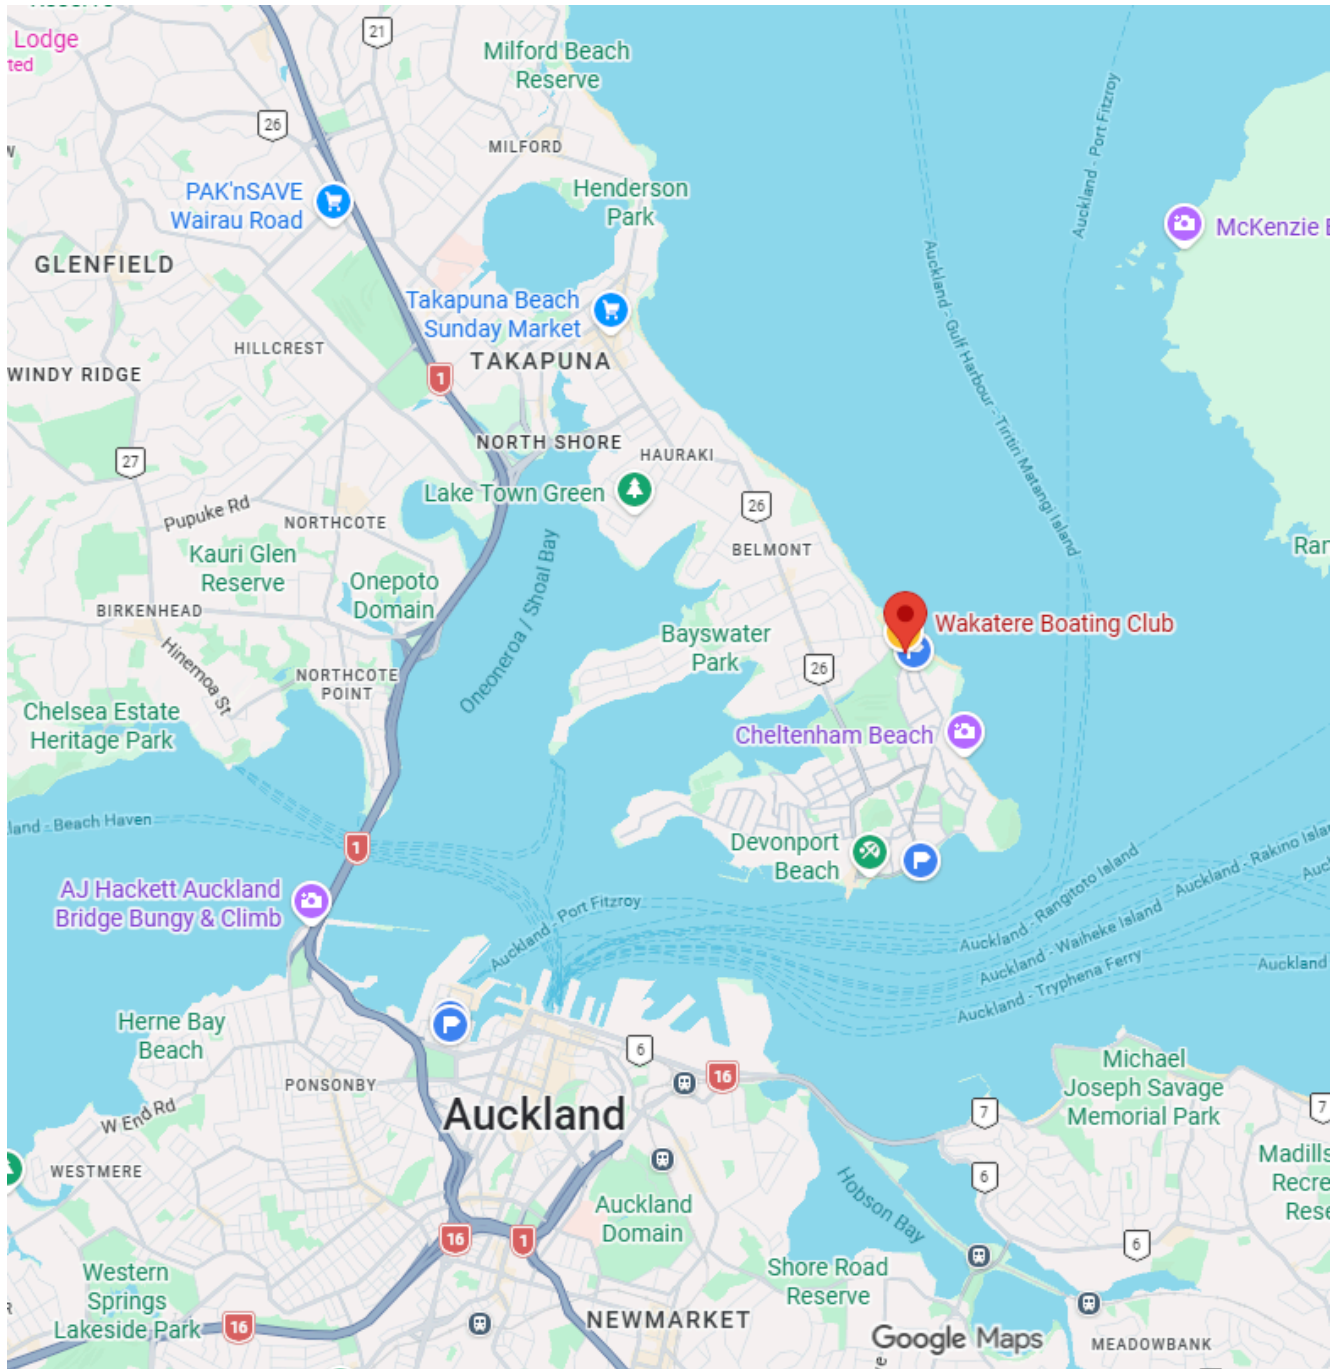 Lodge
ted
21
Milford Beach
Reserve
26
MILFORD
PAK'nSAVE
Wairau Road
Henderson
Park
Auckland - Port Fitzroy
McKenzie
GLENFIELD
Takapuna Beach
Sunday Market
Auckland - Gulf Harbour - Tiritiri Matangi Island
HILLCREST
TAKAPUNA
WINDY RIDGE
1
NORTH SHORE
HAURAKI
27
Lake Town Green
26
Pupuke Rd
NORTHCOTE
BELMONT
Kauri Glen
Reserve
Onepoto
Domain
Oneoneroa / Shoal Bay
Ran
BIRKENHEAD
Hinemoa St
Bayswater
Park
Wakatere Boating Club
NORTHCOTE
POINT
26
Chelsea Estate
Heritage Park
Cheltenham Beach
land - Beach Haven
1
Devonport
Beach
AJ Hackett Auckland
Bridge Bungy & Climb
Auckland - Port Fitzroy
Auckland - Rangitoto Island
Auckland - Rakino Islan
Auck
Auckland - Waiheke Island
Auckland - Tryphena Ferry
Auckland
Herne Bay
Beach
6
16
Michael
Joseph Savage
Memorial Park
PONSONBY
W End Rd
Auckland
7
7
WESTMERE
6
Madills
Recre
Rese
Hobson Bay
Auckland
Domain
16
1
6
Western
Springs
Lakeside Park
16
Shore Road
Reserve
NEWMARKET
Google Maps
MEADOWBANK